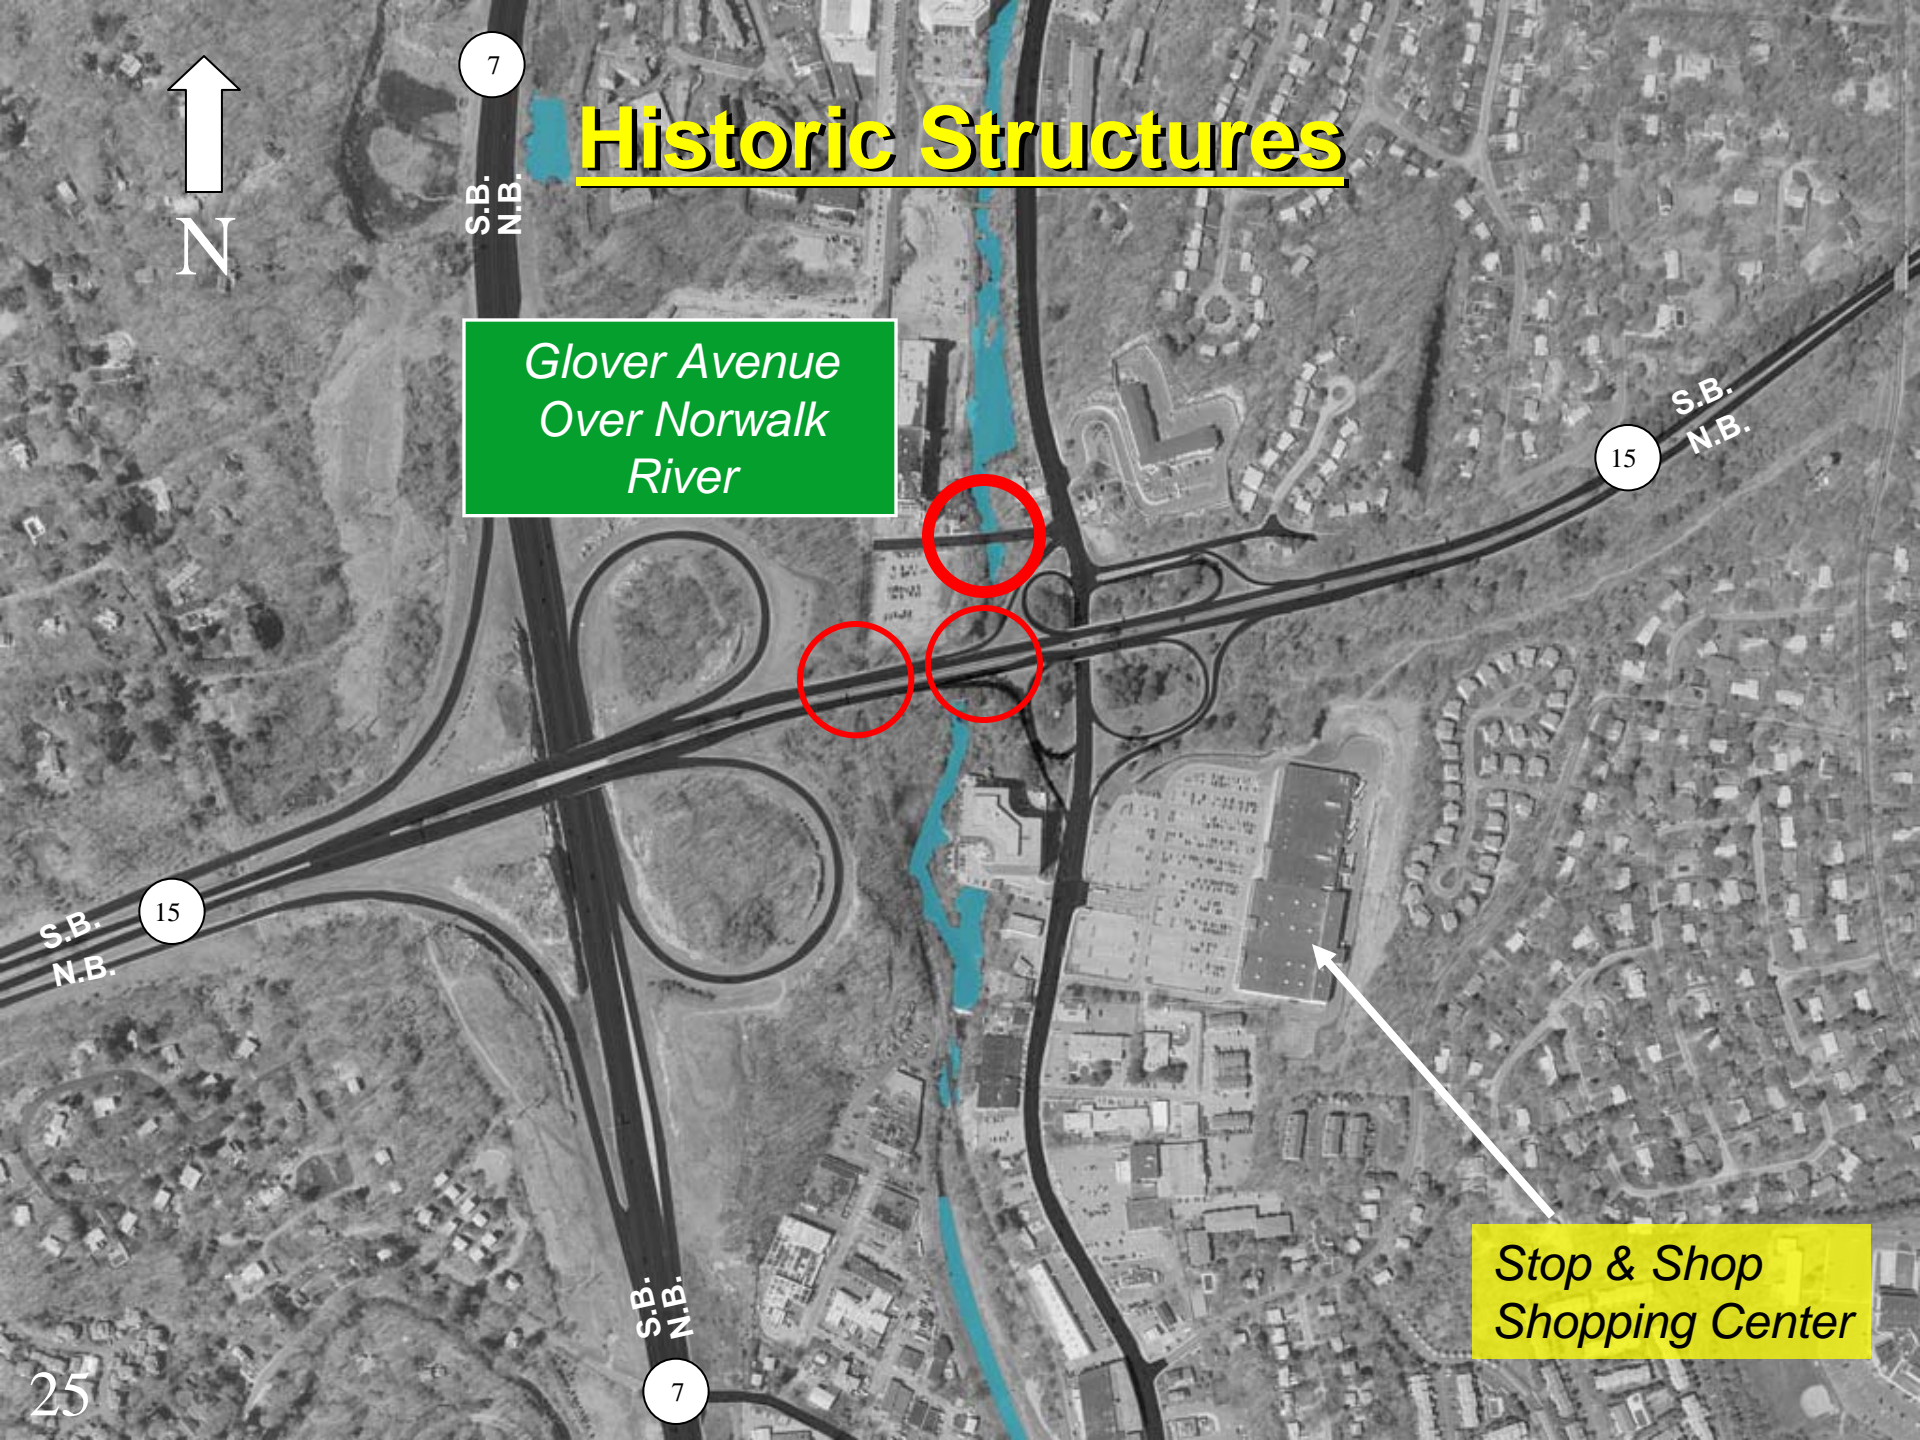 7
Historic Structures
S.B.
N.B.
N
Glover Avenue
Over Norwalk
River
S.B.
N.B.
15
15
S.B.
N.B.
Stop & Shop
Shopping Center
S.B.
N.B.
7
25